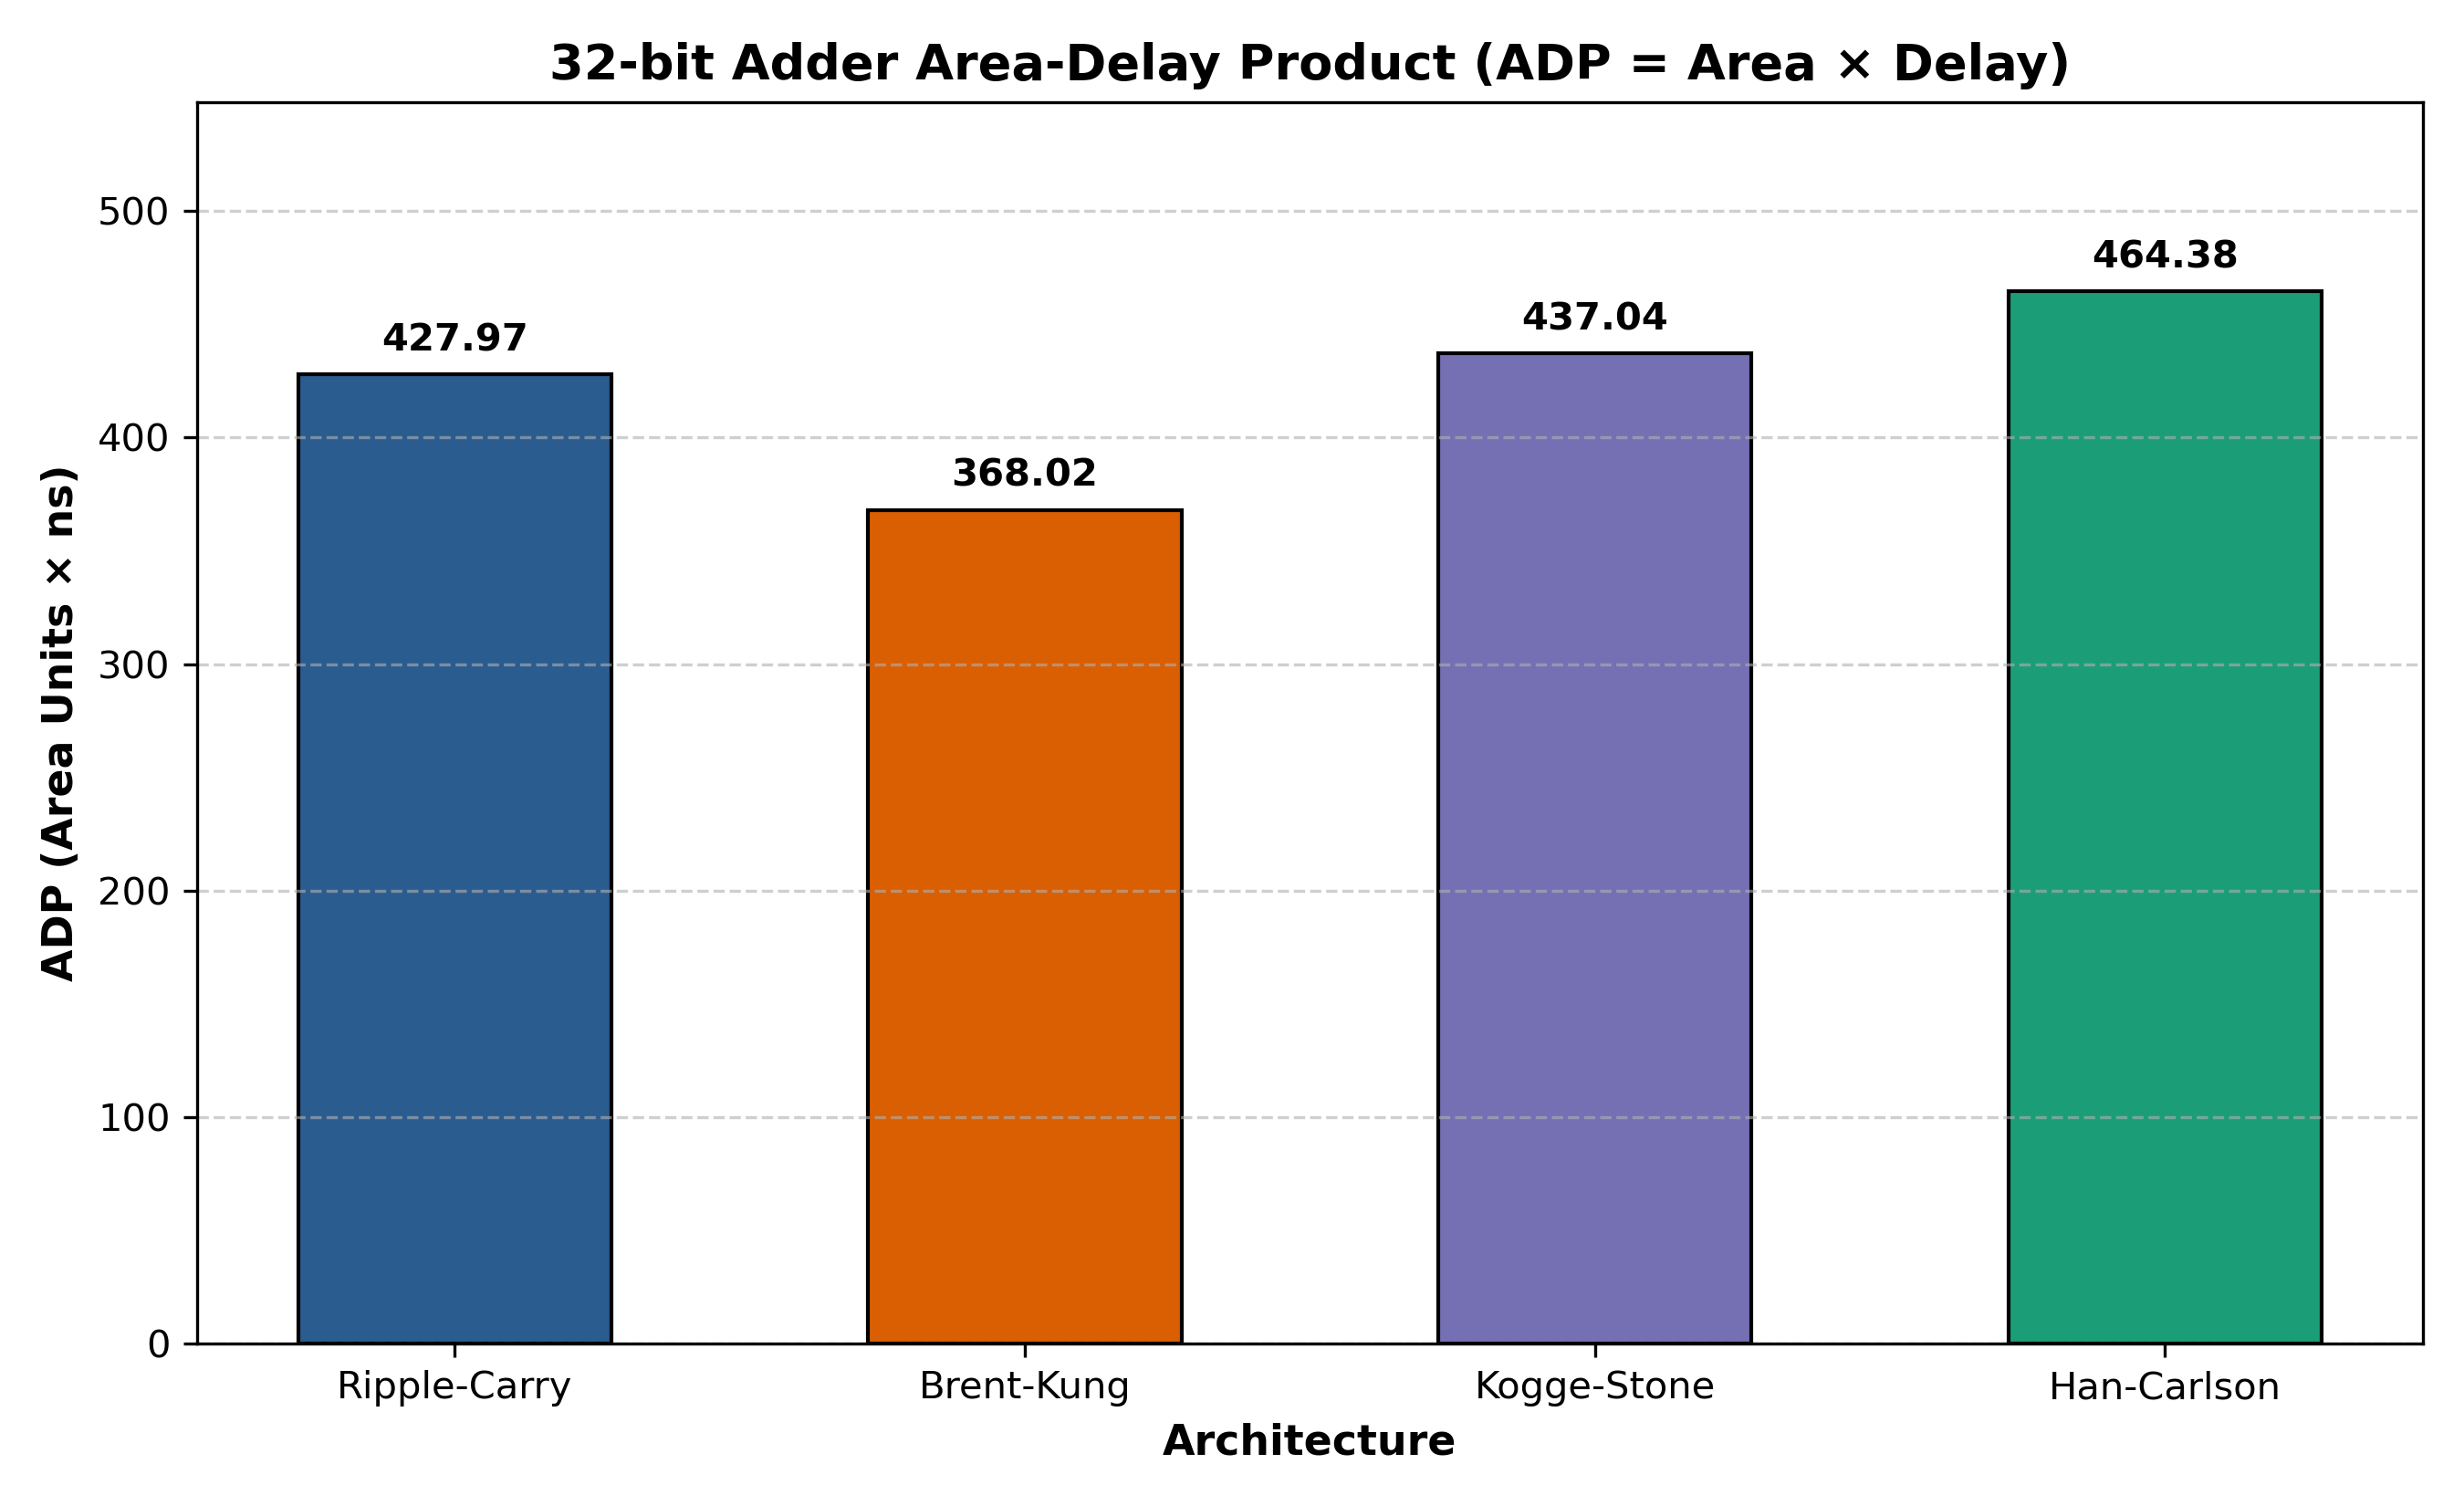 32-bit Adder Area-Delay Product (ADP = Area × Delay)
ADP (Area Units × ns)
500
400
300
200
100
0
427.97
368.02
437.04
464.38
Ripple-Carry
Brent-Kung
Kogge-Stone
Han-Carlson
Architecture